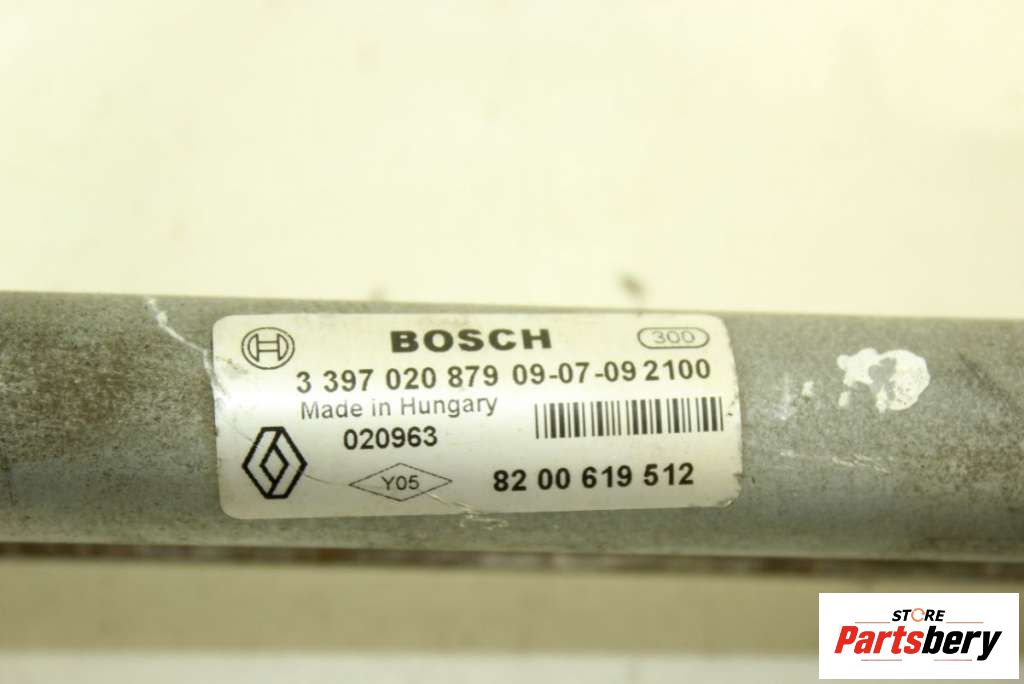 BOSCH
300
3 397 020 879 09-07-09 2100
Made in Hungary
020963
Y05
82 00 619 512
STORE
Partsbery